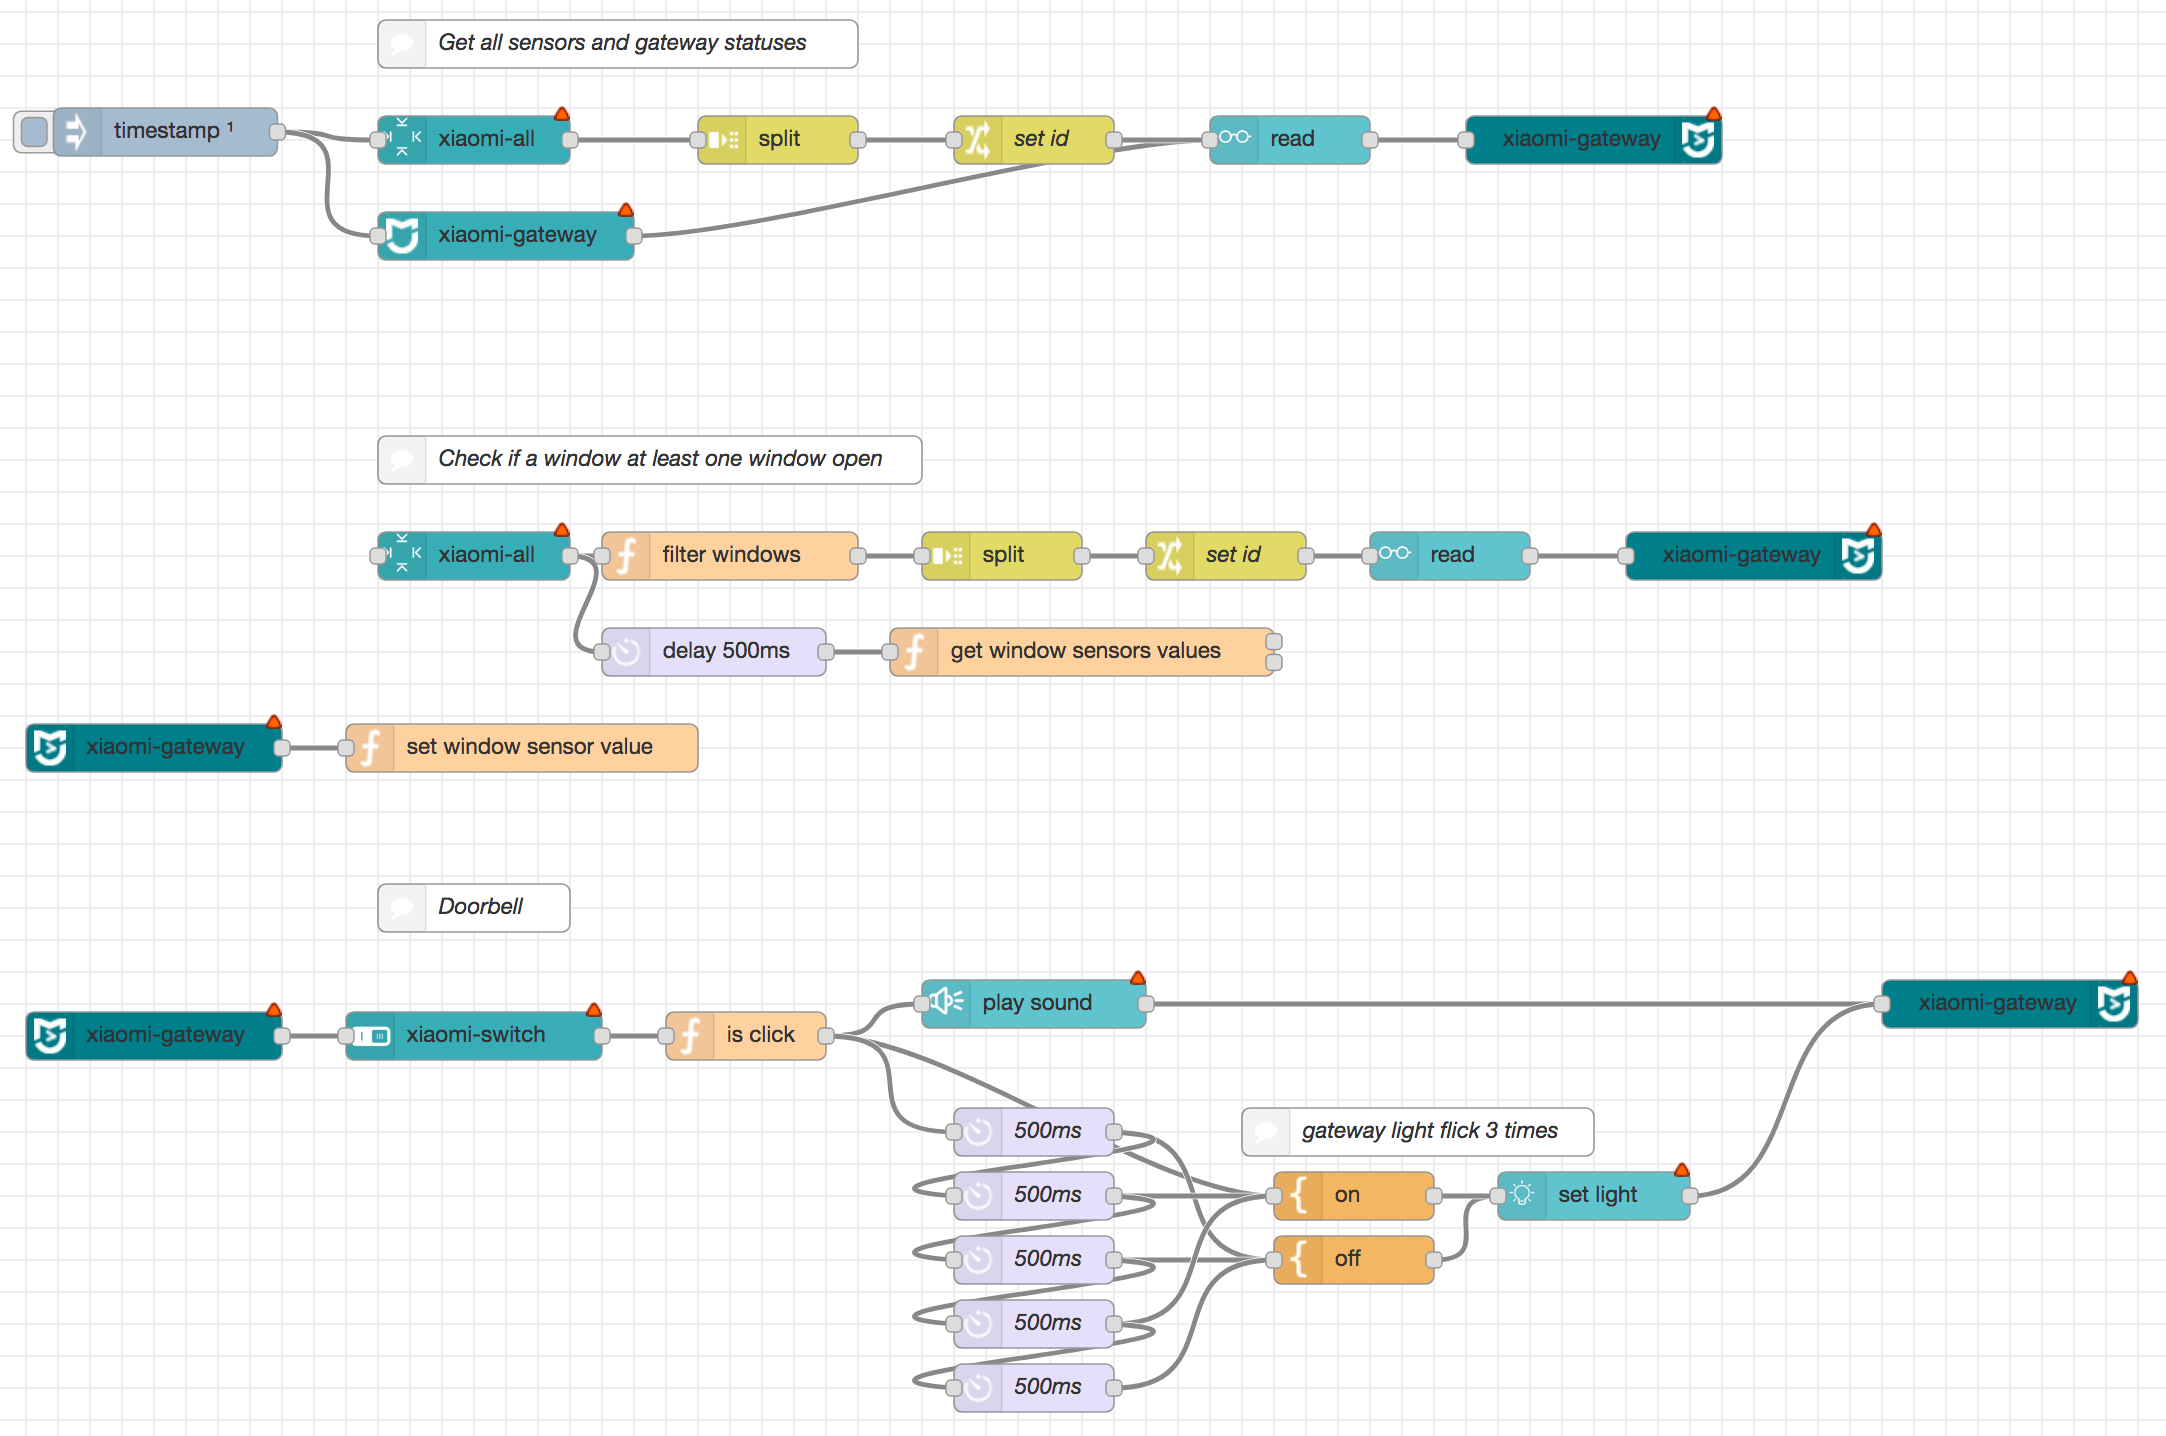 Get all sensors and gateway statuses
timestamp ¹
xiaomi-all
split
set id
read
xiaomi-gateway
xiaomi-gateway
Check if a window at least one window open
xiaomi-all
filter windows
split
set id
read
xiaomi-gateway
delay 500ms
get window sensors values
xiaomi-gateway
set window sensor value
Doorbell
play sound
xiaomi-gateway
xiaomi-gateway
xiaomi-switch
is click
500ms
gateway light flick 3 times
500ms
on
set light
500ms
off
500ms
500ms